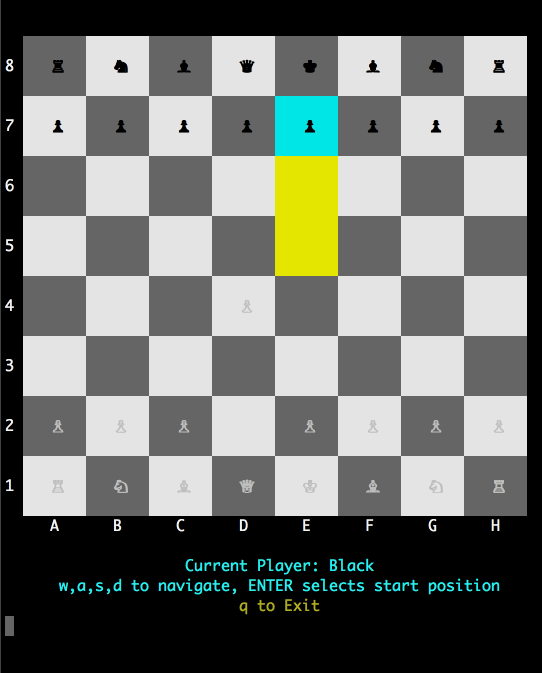 8
7
6
5
4
3
2
1
A B C D E F G H
Current Player: Black
w,a,s,d to navigate, ENTER selects start position
q to Exit